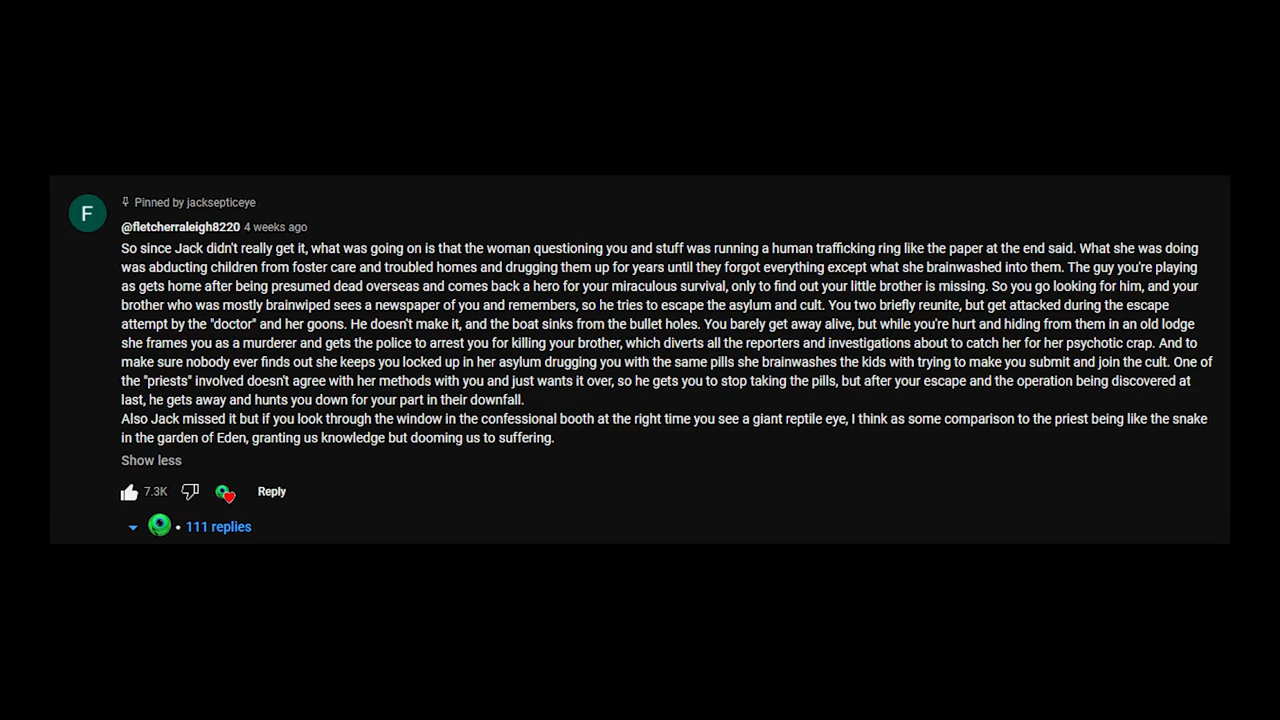 F
Pinned by jacksepticeye
@fletcherraleigh8220 4 weeks ago
So since Jack didn't really get it, what was going on is that the woman questioning you and stuff was running a human trafficking ring like the paper at the end said. What she was doing
was abducting children from foster care and troubled homes and drugging them up for years until they forgot everything except what she brainwashed into them. The guy you're playing
as gets home after being presumed dead overseas and comes back a hero for your miraculous survival, only to find out your little brother is missing. So you go looking for him, and your
brother who was mostly brainwiped sees a newspaper of you and remembers, so he tries to escape the asylum and cult. You two briefly reunite, but get attacked during the escape
attempt by the "doctor" and her goons. He doesn't make it, and the boat sinks from the bullet holes. You barely get away alive, but while you're hurt and hiding from them in an old lodge
she frames you as a murderer and gets the police to arrest you for killing your brother, which diverts all the reporters and investigations about to catch her for her psychotic crap. And to
make sure nobody ever finds out she keeps you locked up in her asylum drugging you with the same pills she brainwashes the kids with trying to make you submit and join the cult. One of
the "priests" involved doesn't agree with her methods with you and just wants it over, so he gets you to stop taking the pills, but after your escape and the operation being discovered at
last, he gets away and hunts you down for your part in their downfall.
Also Jack missed it but if you look through the window in the confessional booth at the right time you see a giant reptile eye, I think as some comparison to the priest being like the snake
in the garden of Eden, granting us knowledge but dooming us to suffering.
Show less
7.3K Reply
• 111 replies